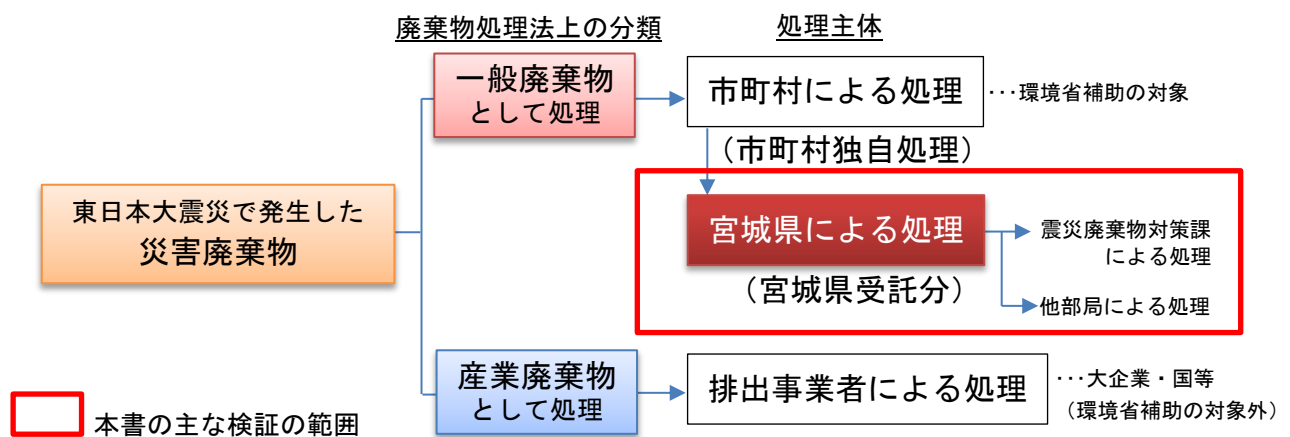 廃棄物処理法上の分類
処理主体
一般廃棄物
として処理
市町村による処理
･･･環境省補助の対象
（市町村独自処理）
東日本大震災で発生した
災害廃棄物
宮城県による処理
（宮城県受託分）
震災廃棄物対策課
による処理
他部局による処理
産業廃棄物
として処理
排出事業者による処理
･･･大企業・国等
（環境省補助の対象外）
本書の主な検証の範囲